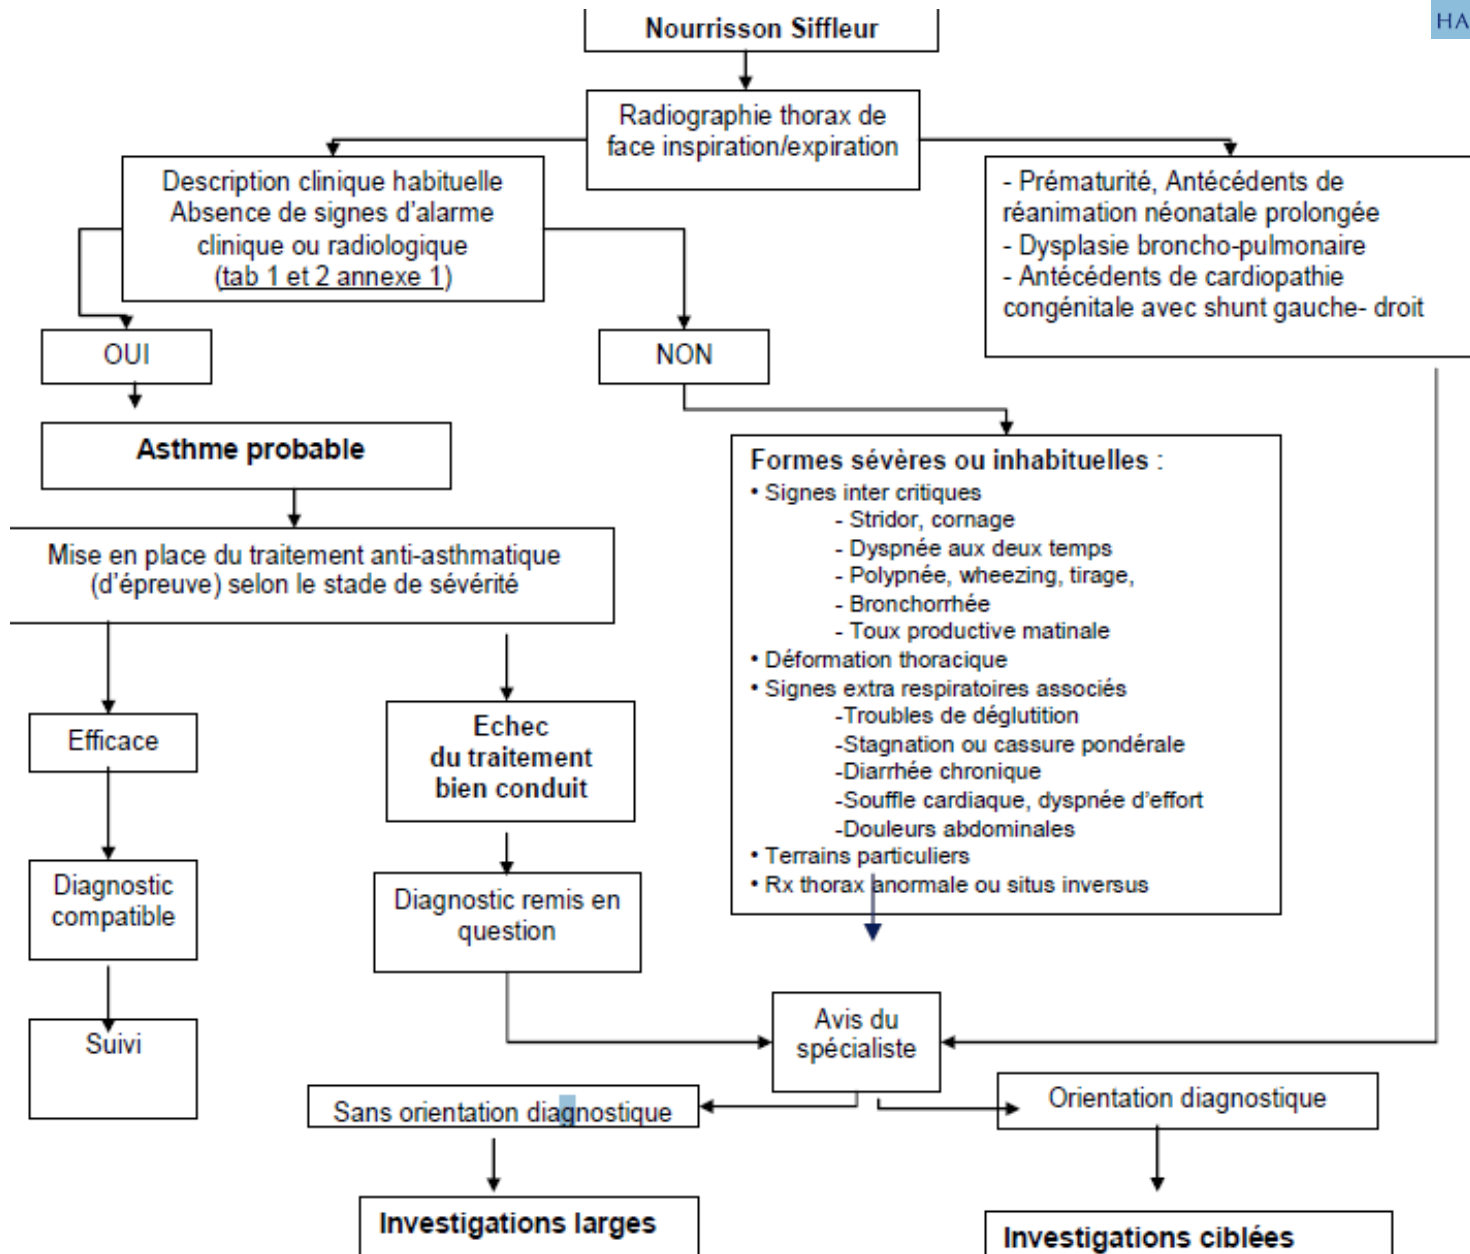 Nourrisson Siffleur
HA
Radiographie thorax de
face inspiration/expiration
Description clinique habituelle
Absence de signes d'alarme
clinique ou radiologique
(tab 1 et 2 annexe 1)
- Prématurité, Antécédents de
réanimation néonatale prolongée
- Dysplasie broncho-pulmonaire
- Antécédents de cardiopathie
congénitale avec shunt gauche- droit
OUI
NON
Asthme probable
Mise en place du traitement anti-asthmatique
(d'épreuve) selon le stade de sévérité
Formes sévères ou inhabituelles :
• Signes inter critiques
- Stridor, cornage
- Dyspnée aux deux temps
- Polypnée, wheezing, tirage,
- Bronchorrhée
- Toux productive matinale
• Déformation thoracique
• Signes extra respiratoires associés
-Troubles de déglutition
-Stagnation ou cassure pondérale
-Diarrhée chronique
-Souffle cardiaque, dyspnée d'effort
-Douleurs abdominales
• Terrains particuliers
• Rx thorax anormale ou situs inversus
Efficace
Echec
du traitement
bien conduit
Diagnostic
compatible
Diagnostic remis en
question
Suivi
Avis du
spécialiste
Sans orientation diagnostique
Orientation diagnostique
Investigations larges
Investigations ciblées